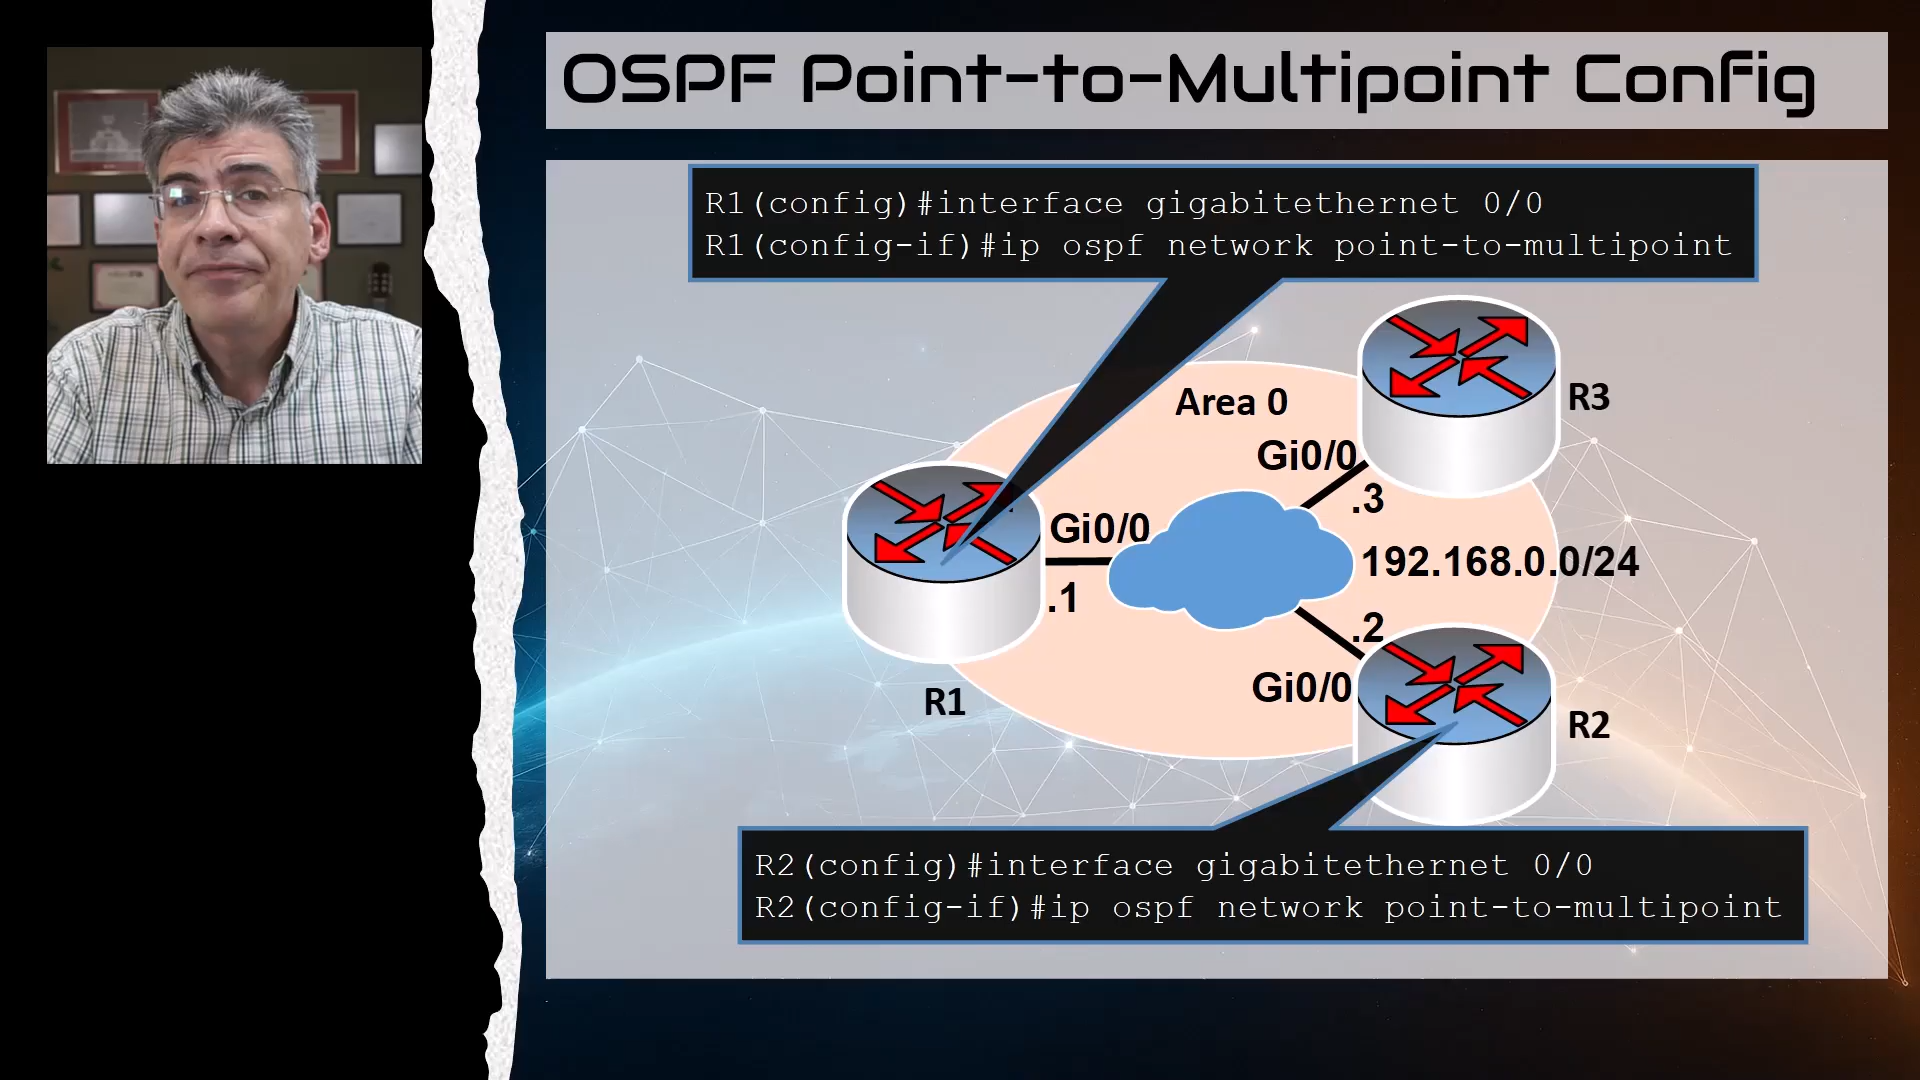 OSPF Point-to-Multipoint Config
R1(config)#interface gigabitethernet 0/0
R1(config-if)#ip ospf network point-to-multipoint
Area 0
R3
Gi0/0
.3
Gi0/0
192.168.0.0/24
.1
.2
Gi0/0
R1
R2
R2(config)#interface gigabitethernet 0/0
R2(config-if)#ip ospf network point-to-multipoint